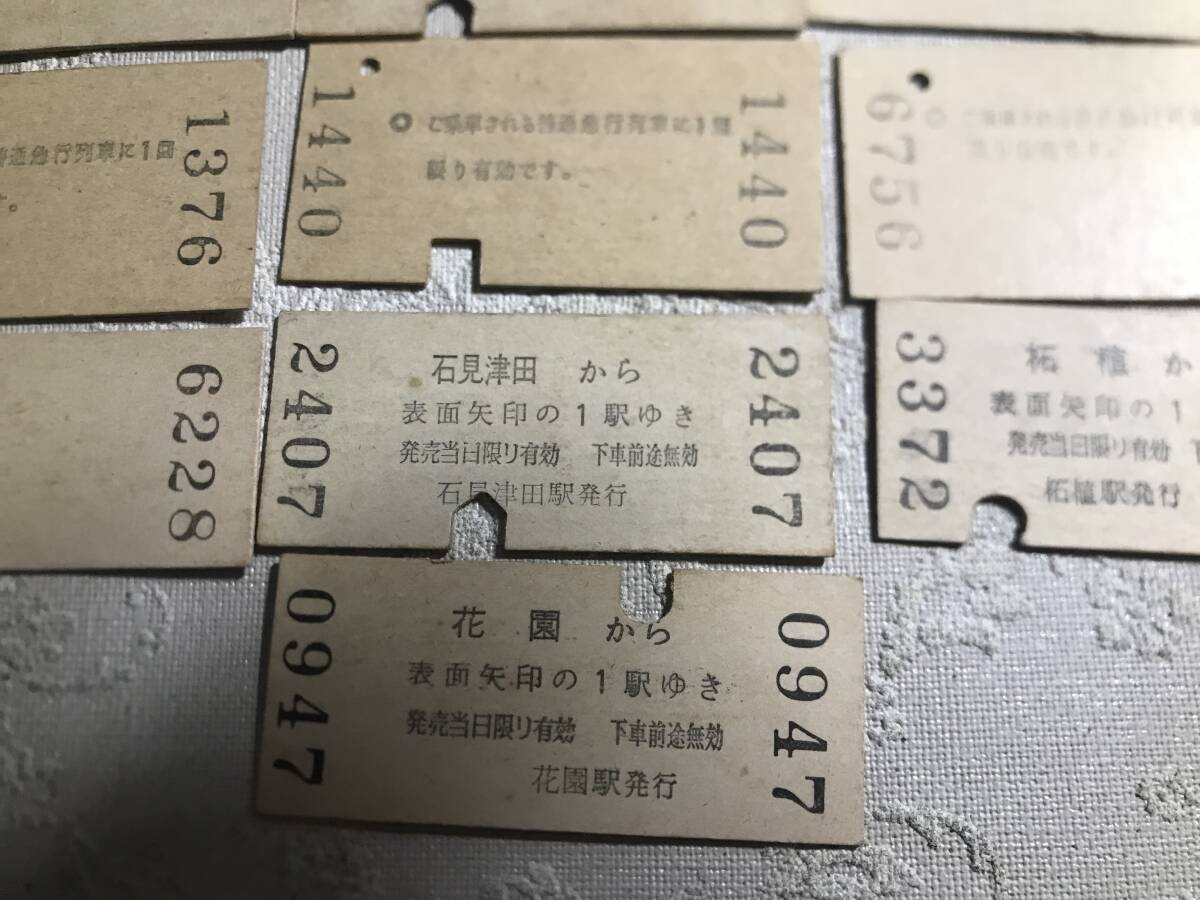 普通急行列車に1回
す。
1376
1440
ご乗車される普通急行列車に1回
限り有効です。
1440
6756
6228
2407
石見津田 から
表面矢印の1駅ゆき
発売当日限り有効 下車前途無効
石見津田駅発行
2407
3372
柘植 か
表面矢印の1
発売当日限り有効
柘植駅発行
0947
花園 から
表面矢印の1駅ゆき
発売当日限り有効 下車前途無効
花園駅発行
0947